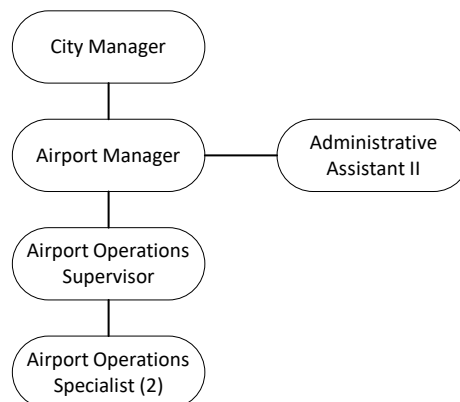 City Manager
Airport Manager
Administrative
Assistant II
Airport Operations
Supervisor
Airport Operations
Specialist (2)